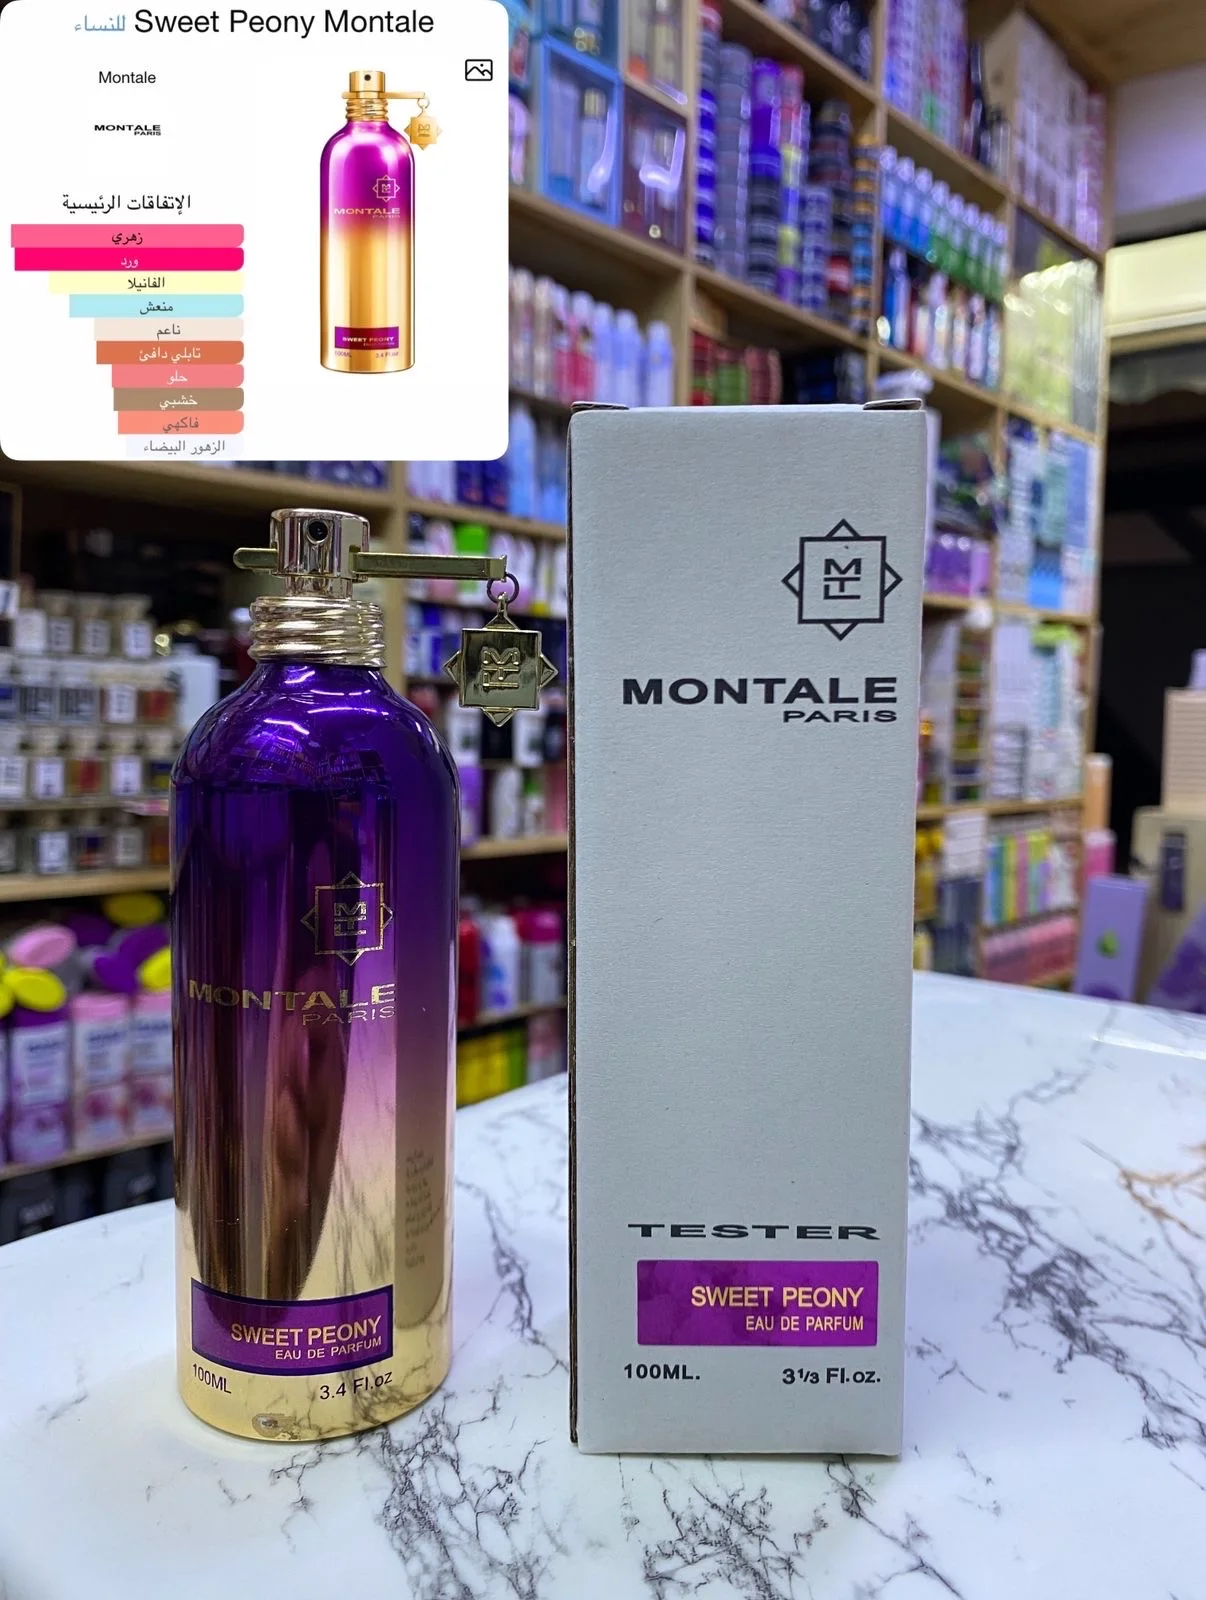 Sweet Peony Montale للنساء
Montale
MONTALE
PARIS
الإتفاقات الرئيسية
زهري
ورد
الفانيلا
منعش
ناعم
تابلي دافئ
حلو
خشبي
فاكهي
الزهور البيضاء
MONTALE
PARIS
SWEET PEONY
100ML 3.4 Fl.oz
MONTALE
PARIS
SWEET PEONY
EAU DE PARFUM
100ML 3.4 Fl.oz
MTL
MONTALE
PARIS
TESTER
SWEET PEONY
EAU DE PARFUM
100ML. 3 1/3 Fl.oz.